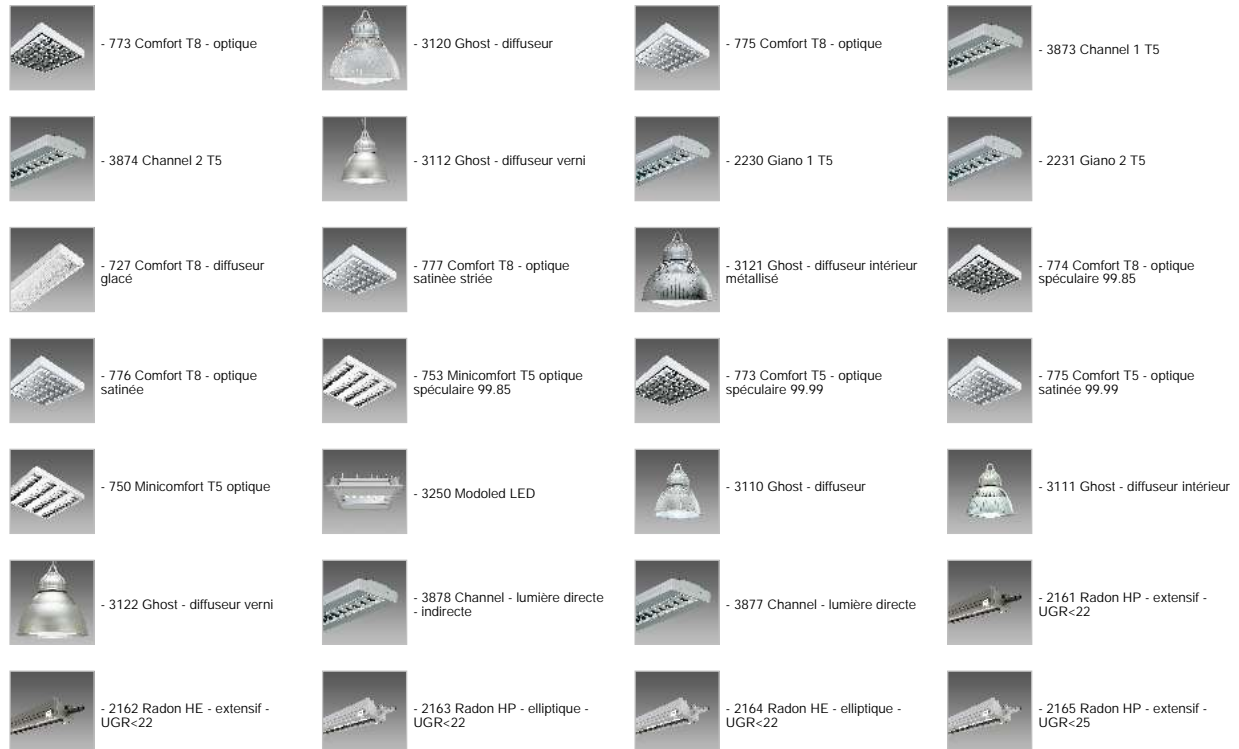 - 773 Comfort T8 - optique
- 3120 Ghost - diffuseur
- 775 Comfort T8 - optique
- 3873 Channel 1 T5
- 3874 Channel 2 T5
- 3112 Ghost - diffuseur verni
- 2230 Giano 1 T5
- 2231 Giano 2 T5
- 727 Comfort T8 - diffuseur
glacé
- 777 Comfort T8 - optique
satinèe striée
- 3121 Ghost - diffuseur intérieur
métallisé
- 774 Comfort T8 - optique
spéculaire 99.85
- 776 Comfort T8 - optique
satinée
- 753 Minicomfort T5 optique
spéculaire 99.85
- 773 Comfort T5 - optique
spéculaire 99.99
- 775 Comfort T5 - optique
satinée 99.99
- 750 Minicomfort T5 optique
- 3250 Modoled LED
- 3110 Ghost - diffuseur
- 3111 Ghost - diffuseur intérieur
- 3122 Ghost - diffuseur verni
- 3878 Channel - lumière directe
- indirecte
- 3877 Channel - lumière directe
- 2161 Radon HP - extensif -
UGR<22
- 2162 Radon HE - extensif -
UGR<22
- 2163 Radon HP - elliptique -
UGR<22
- 2164 Radon HE - elliptique -
UGR<22
- 2165 Radon HP - extensif -
UGR<25